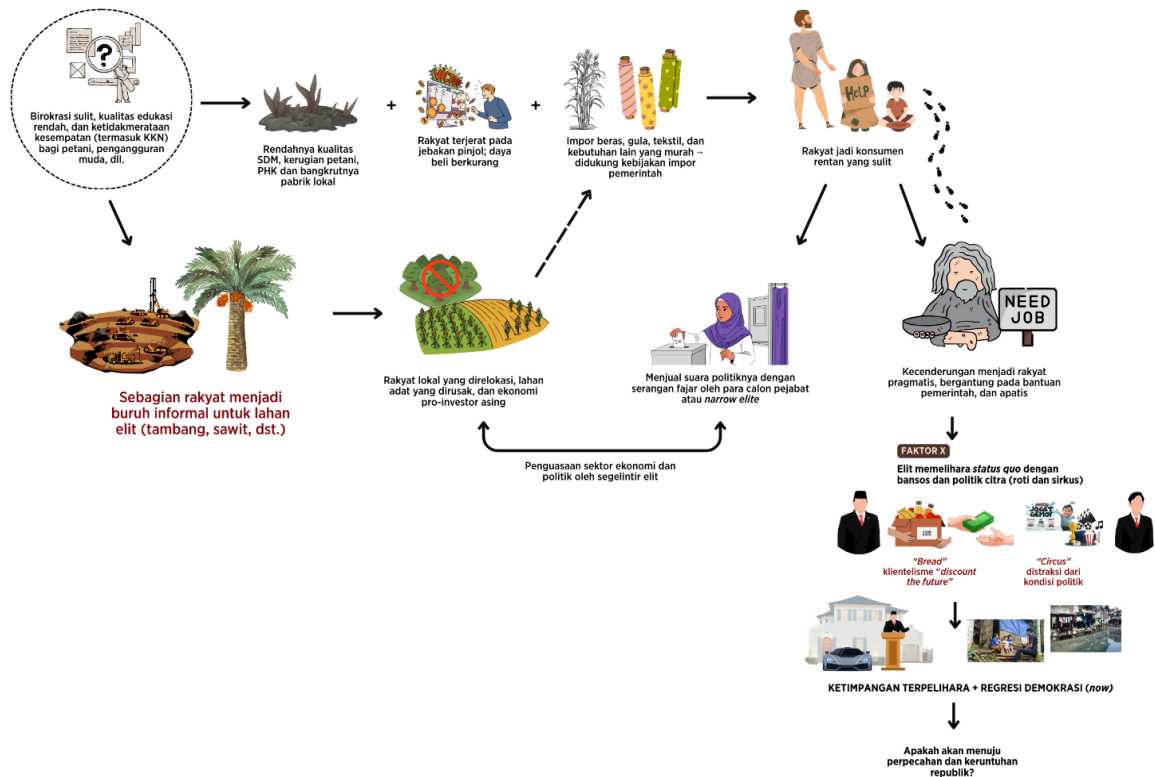 Birokrasi sulit, kualitas edukasi
rendah, dan ketidakmerataan
kesempatan (termasuk KKN)
bagi petani, pengangguran
muda, dll.
Rendahnya kualitas
SDM, kerugian petani,
PHK dan bangkrutnya
pabrik lokal
+
Rakyat terjerat pada
jebakan pinjol; daya
beli berkurang
+
Impor beras, gula, tekstil, dan
kebutuhan lain yang murah –
didukung kebijakan impor
pemerintah
HELP
Rakyat jadi konsumen
rentan yang sulit
Sebagian rakyat menjadi
buruh informal untuk lahan
elit (tambang, sawit, dst.)
Rakyat lokal yang direlokasi, lahan
adat yang dirusak, dan ekonomi
pro-investor asing
Menjual suara politiknya dengan
serangan fajar oleh para calon pejabat
atau narrow elite
Penguasaan sektor ekonomi dan
politik oleh segelintir elit
NEED
JOB
Kecenderungan menjadi rakyat
pragmatis, bergantung pada bantuan
pemerintah, dan apatis
FAKTOR X
Elit memelihara status quo dengan
bansos dan politik citra (roti dan sirkus)
JOGET
GEMOY
"Bread"
klientelisme "discount
the future"
"Circus"
distraksi dari
kondisi politik
KETIMPANGAN TERPELIHARA + REGRESI DEMOKRASI (now)
Apakah akan menuju
perpecahan dan keruntuhan
republik?